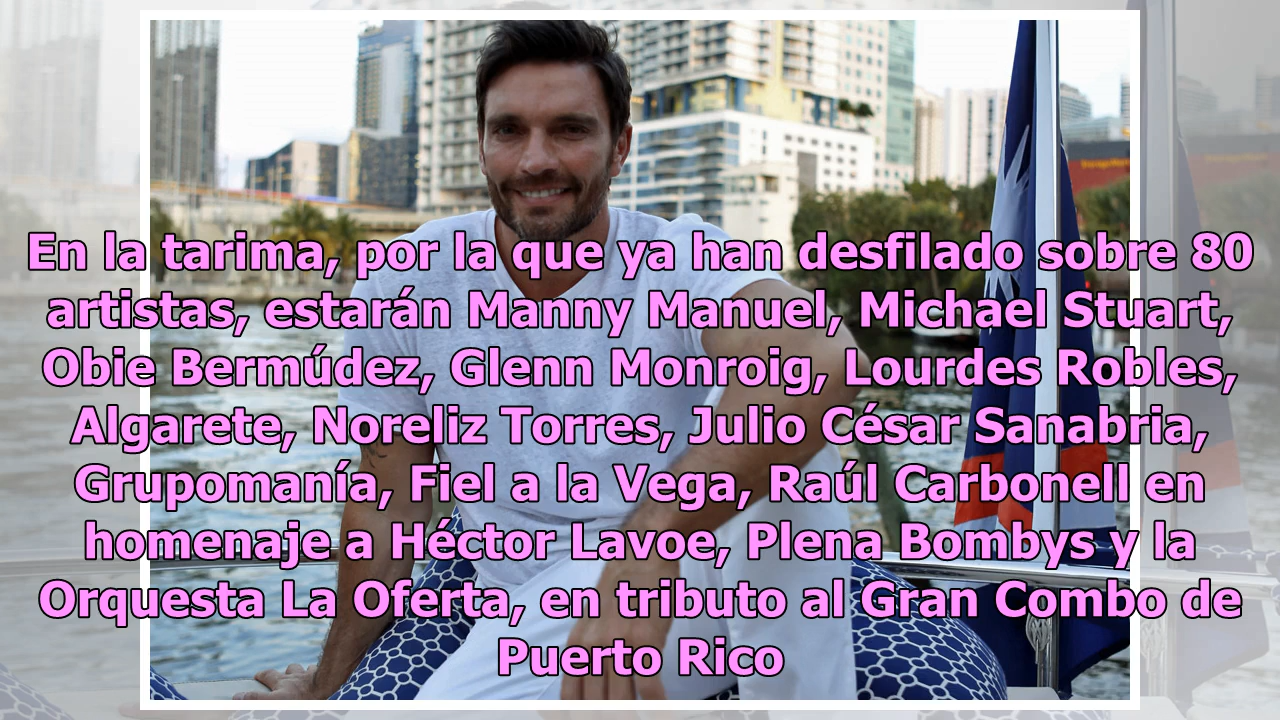 En la tarima, por la que ya han desfilado sobre 80
artistas, estarán Manny Manuel, Michael Stuart,
Obie Bermúdez, Glenn Monroig, Lourdes Robles,
Algarete, Noreliz Torres, Julio César Sanabria,
Grupomanía, Fiel a la Vega, Raúl Carbonell en
homenaje a Héctor Lavoe, Plena Bombys y la
Orquesta La Oferta, en tributo al Gran Combo de
Puerto Rico